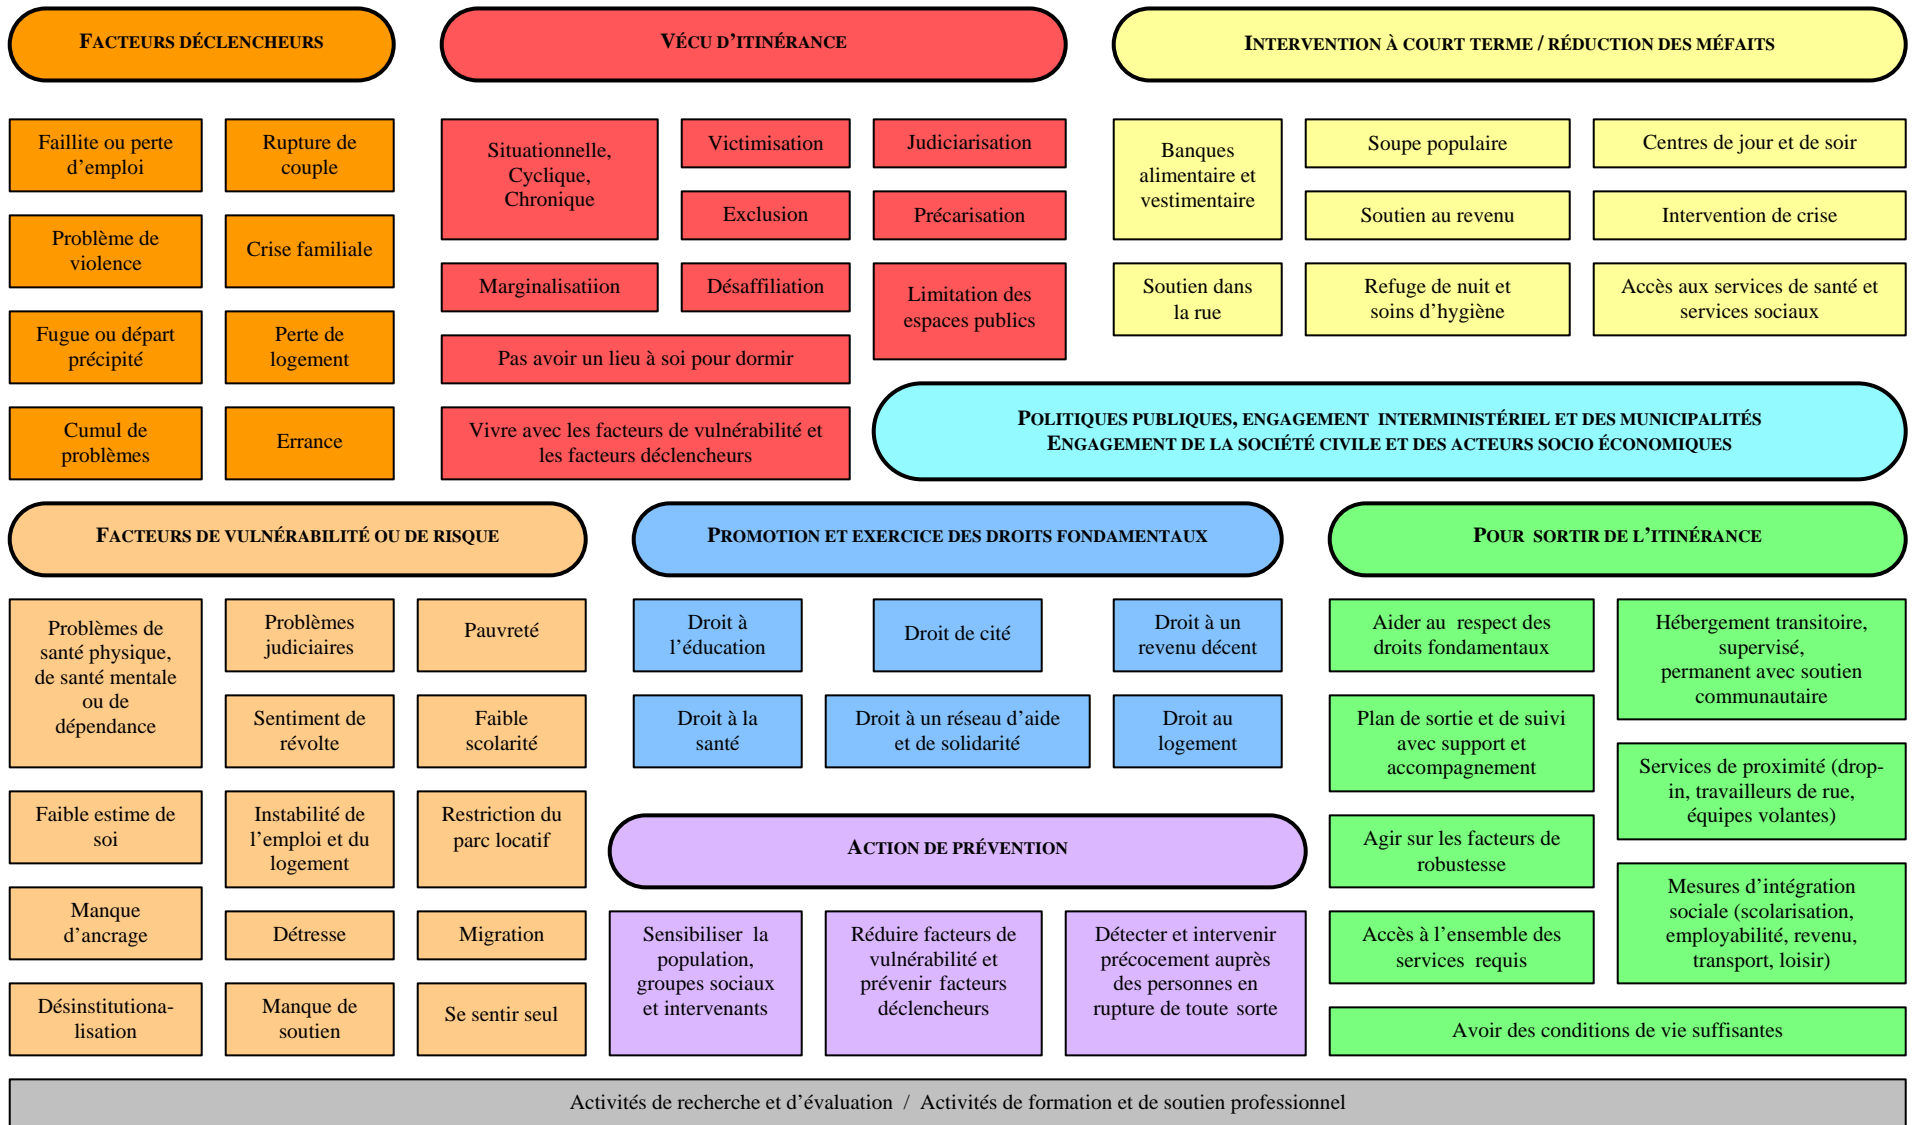 FACTEURS DÉCLENCHEURS
Faillite ou perte
d'emploi
Rupture de
couple
Problème de
violence
Crise familiale
Fugue ou départ
précipité
Perte de
logement
Cumul de
problèmes
Errance
VÉCU D'ITINÉRANCE
Situationnelle,
Cyclique,
Chronique
Victimisation
Judiciarisation
Exclusion
Précarisation
Marginalisatiion
Désaffiliation
Limitation des
espaces publics
Pas avoir un lieu à soi pour dormir
Vivre avec les facteurs de vulnérabilité et
les facteurs déclencheurs
INTERVENTION À COURT TERME / RÉDUCTION DES MÉFAITS
Banques
alimentaire et
vestimentaire
Soupe populaire
Centres de jour et de soir
Soutien au revenu
Intervention de crise
Soutien dans
la rue
Refuge de nuit et
soins d'hygiène
Accès aux services de santé et
services sociaux
POLITIQUES PUBLIQUES, ENGAGEMENT INTERMINISTÉRIEL ET DES MUNICIPALITÉS
ENGAGEMENT DE LA SOCIÉTÉ CIVILE ET DES ACTEURS SOCIO ÉCONOMIQUES
FACTEURS DE VULNÉRABILITÉ OU DE RISQUE
Problèmes de
santé physique,
de santé mentale
ou de
dépendance
Problèmes
judiciaires
Pauvreté
Sentiment de
révolte
Faible
scolarité
Faible estime de
soi
Instabilité de
l'emploi et du
logement
Restriction du
parc locatif
Manque
d'ancrage
Détresse
Migration
Désinstitutiona-
lisation
Manque de
soutien
Se sentir seul
PROMOTION ET EXERCICE DES DROITS FONDAMENTAUX
Droit à
l'éducation
Droit de cité
Droit à un
revenu décent
Droit à la
santé
Droit à un réseau d'aide
et de solidarité
Droit au
logement
ACTION DE PRÉVENTION
Sensibiliser la
population,
groupes sociaux
et intervenants
Réduire facteurs de
vulnérabilité et
prévenir facteurs
déclencheurs
Détecter et intervenir
précocement auprès
des personnes en
rupture de toute sorte
POUR SORTIR DE L'ITINÉRANCE
Aider au respect des
droits fondamentaux
Hébergement transitoire,
supervisé,
permanent avec soutien
communautaire
Plan de sortie et de suivi
avec support et
accompagnement
Services de proximité (drop-
in, travailleurs de rue,
équipes volantes)
Agir sur les facteurs de
robustesse
Mesures d'intégration
sociale (scolarisation,
employabilité, revenu,
transport, loisir)
Accès à l'ensemble des
services requis
Avoir des conditions de vie suffisantes
Activités de recherche et d'évaluation / Activités de formation et de soutien professionnel